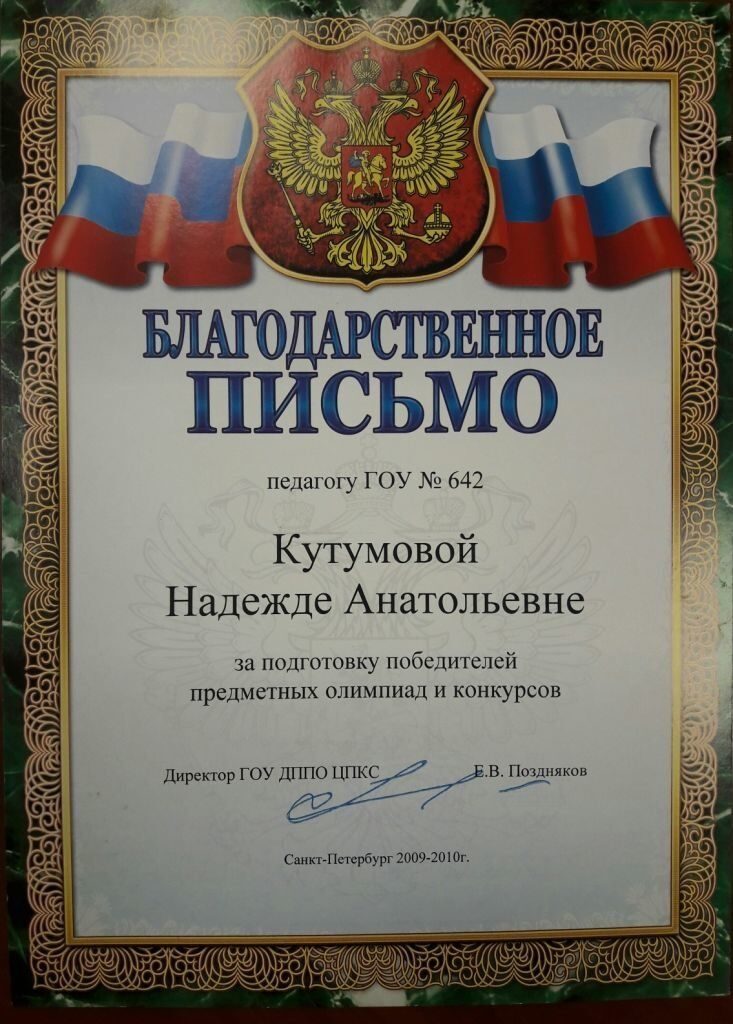 БЛАГОДАРСТВЕННОЕ
ПИСЬМО
педагогу ГОУ № 642
Кутумовой
Надежде Анатольевне
за подготовку победителей
предметных олимпиад и конкурсов
Директор ГОУ ДППО ЦПКС Е.В. Поздняков
Санкт-Петербург 2009-2010г.